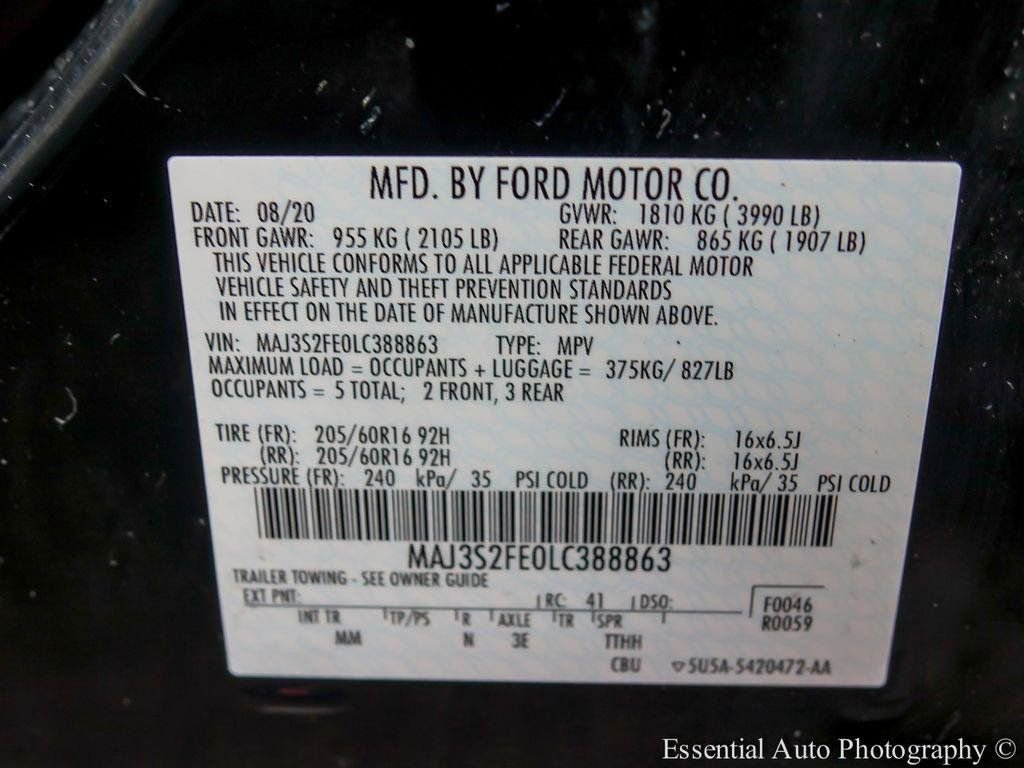 MFD. BY FORD MOTOR CO.
DATE: 08/20 GVWR: 1810 KG ( 3990 LB)
FRONT GAWR: 955 KG ( 2105 LB) REAR GAWR: 865 KG ( 1907 LB)
THIS VEHICLE CONFORMS TO ALL APPLICABLE FEDERAL MOTOR
VEHICLE SAFETY AND THEFT PREVENTION STANDARDS
IN EFFECT ON THE DATE OF MANUFACTURE SHOWN ABOVE.
VIN: MAJ3S2FE0LC388863 TYPE: MPV
MAXIMUM LOAD = OCCUPANTS + LUGGAGE = 375KG/ 827LB
OCCUPANTS = 5 TOTAL; 2 FRONT, 3 REAR
TIRE (FR): 205/60R16 92H RIMS (FR): 16x6.5J
(RR): 205/60R16 92H (RR): 16x6.5J
PRESSURE (FR): 240 kPa/ 35 PSI COLD (RR): 240 kPa/ 35 PSI COLD
MAJ3S2FE0LC388863
TRAILER TOWING - SEE OWNER GUIDE
EXT PNT: RC: 41 DSO: F0046
INT TR TP/PS R AXLE TR SPR R0059
MM N 3E TTHH
CBU 5U5A-5420472-AA
Essential Auto Photography ©